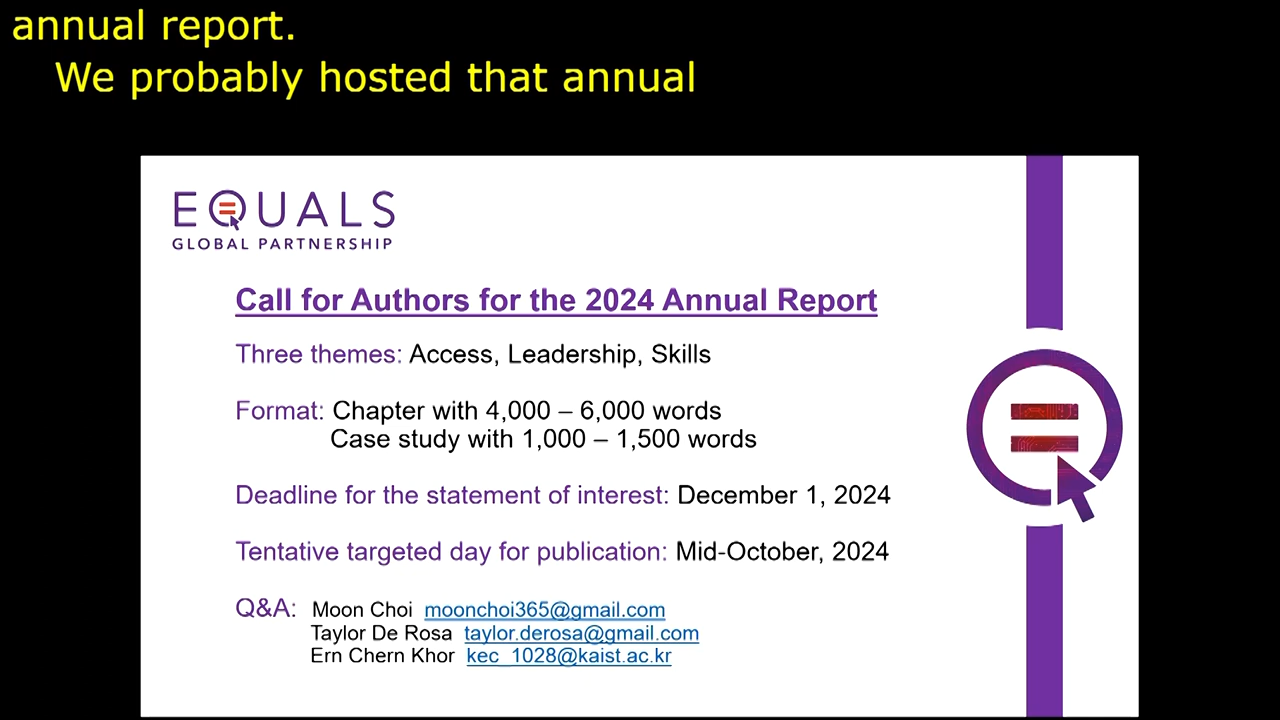 annual report.
We probably hosted that annual
EQUALS
GLOBAL PARTNERSHIP
Call for Authors for the 2024 Annual Report
Three themes: Access, Leadership, Skills
Format: Chapter with 4,000 – 6,000 words
Case study with 1,000 – 1,500 words
Deadline for the statement of interest: December 1, 2024
Tentative targeted day for publication: Mid-October, 2024
Q&A: Moon Choi moonchoi365@gmail.com
Taylor De Rosa taylor.derosa@gmail.com
Ern Chern Khor kec_1028@kaist.ac.kr